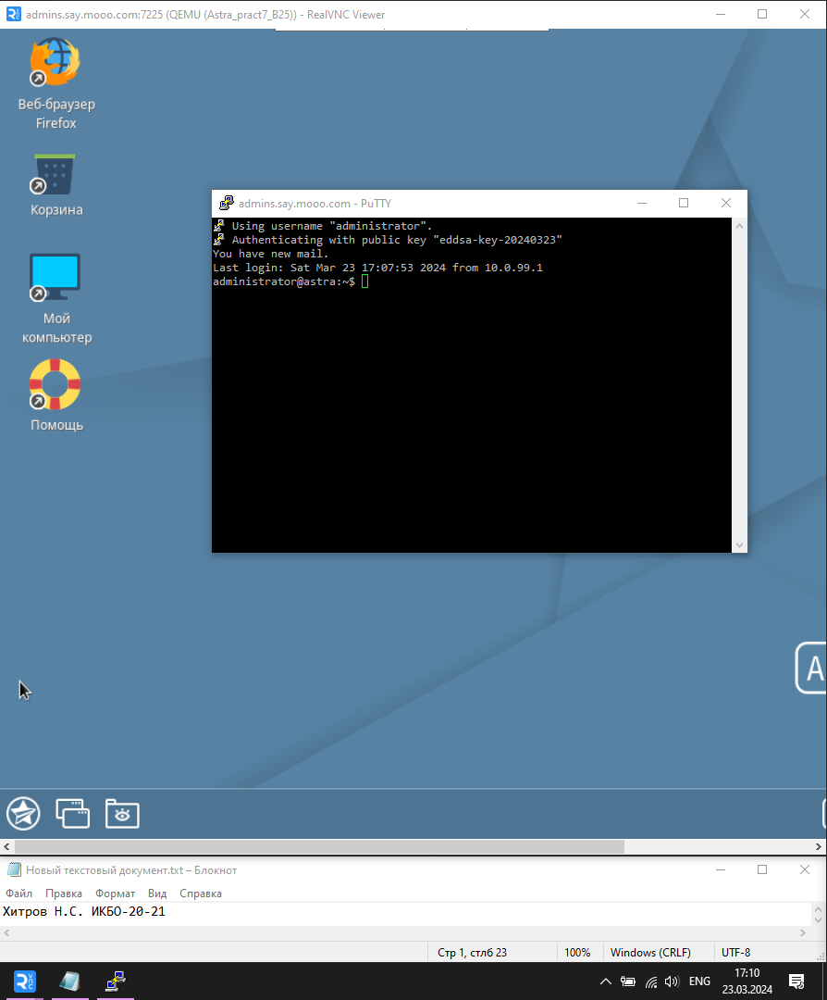 admins.say.mooo.com:7225 (QEMU (Astra_pract7_B25)) - RealVNC Viewer
Веб-браузер
Firefox
Корзина
Мой
компьютер
Помощь
admins.say.mooo.com - PuTTY
Using username "administrator".
Authenticating with public key "eddsa-key-20240323"
You have new mail.
Last login: Sat Mar 23 17:07:53 2024 from 10.0.99.1
administrator@astra:~$
A
Новый текстовый документ.txt – Блокнот
Файл Правка Формат Вид Справка
Хитров Н.С. ИКБО-20-21
Стр 1, стлб 23 100% Windows (CRLF) UTF-8
ENG
17:10
23.03.2024